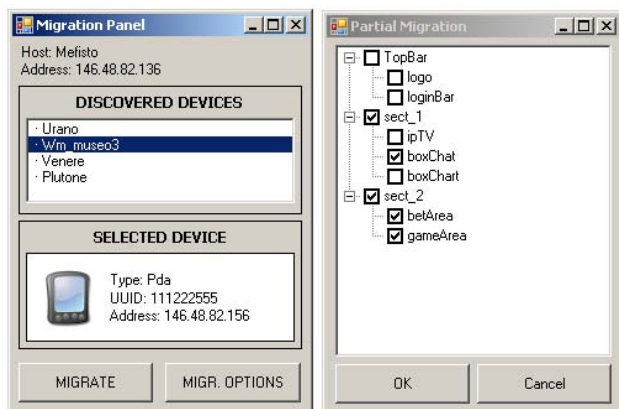 Migration Panel
Host: Mefisto
Address: 146.48.82.136
DISCOVERED DEVICES
· Urano
· Wm_museo3
· Venere
· Plutone
SELECTED DEVICE
Type: Pda
UUID: 111222555
Address: 146.48.82.156
MIGRATE
MIGR. OPTIONS
Partial Migration
TopBar
logo
loginBar
sect_1
ipTV
boxChat
boxChart
sect_2
betArea
gameArea
OK
Cancel